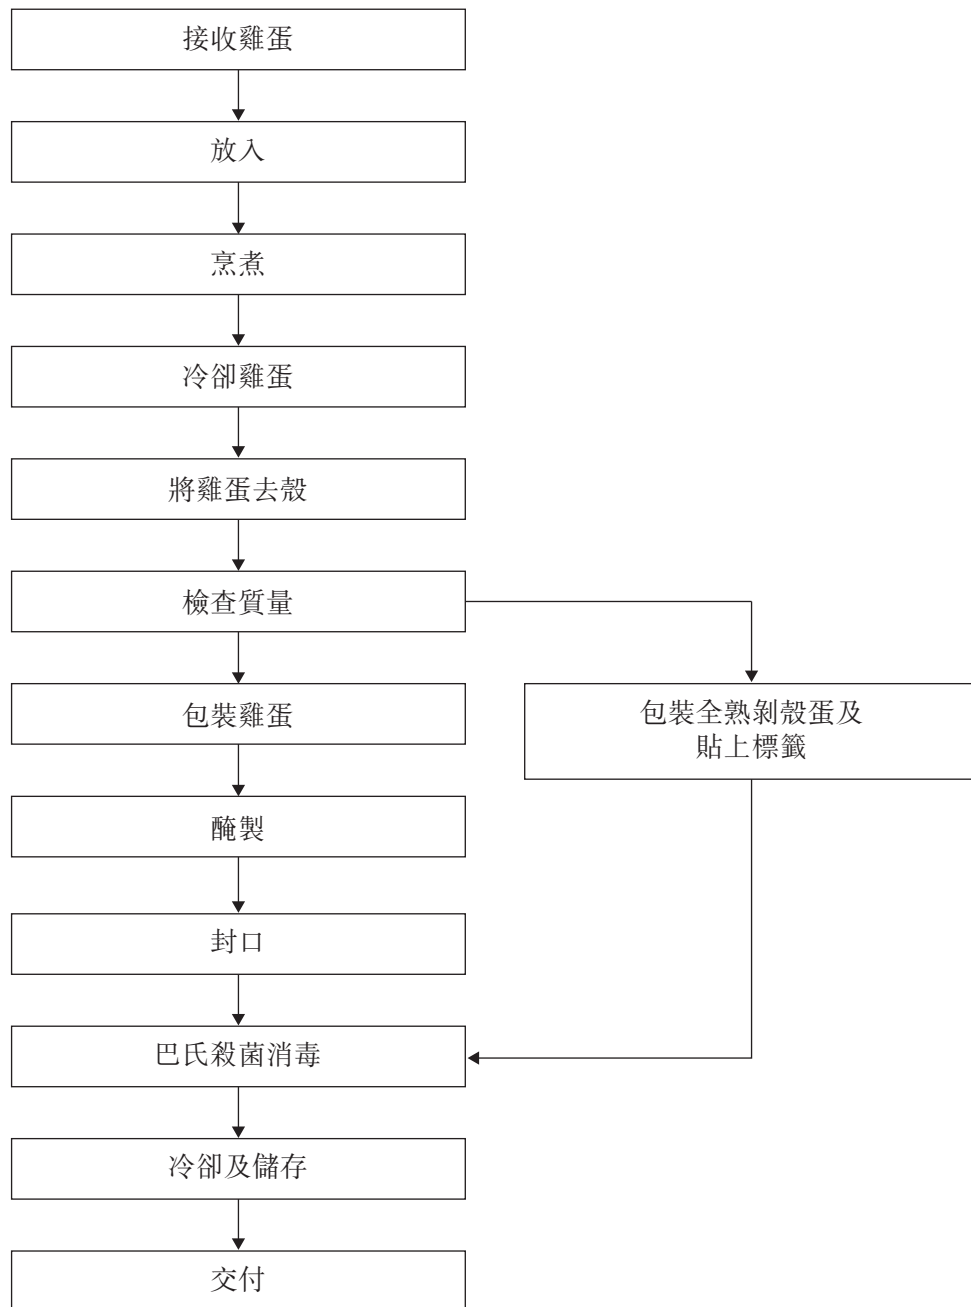 接收雞蛋
放入
烹煮
冷卻雞蛋
將雞蛋去殼
檢查質量
包裝雞蛋
包裝全熟剝殼蛋及
貼上標籤
醃製
封口
巴氏殺菌消毒
冷卻及儲存
交付